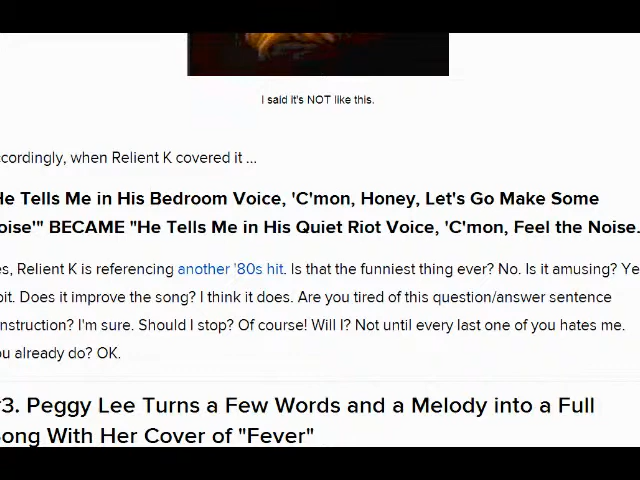 I said it's NOT like this.
ccordingly, when Relient K covered it ...
He Tells Me in His Bedroom Voice, 'C'mon, Honey, Let's Go Make Some
oise'" BECAME "He Tells Me in His Quiet Riot Voice, 'C'mon, Feel the Noise.
es, Relient K is referencing another '80s hit. Is that the funniest thing ever? No. Is it amusing? Ye
bit. Does it improve the song? I think it does. Are you tired of this question/answer sentence
nstruction? I'm sure. Should I stop? Of course! Will I? Not until every last one of you hates me.
ou already do? OK.
#3. Peggy Lee Turns a Few Words and a Melody into a Full
ong With Her Cover of "Fever"